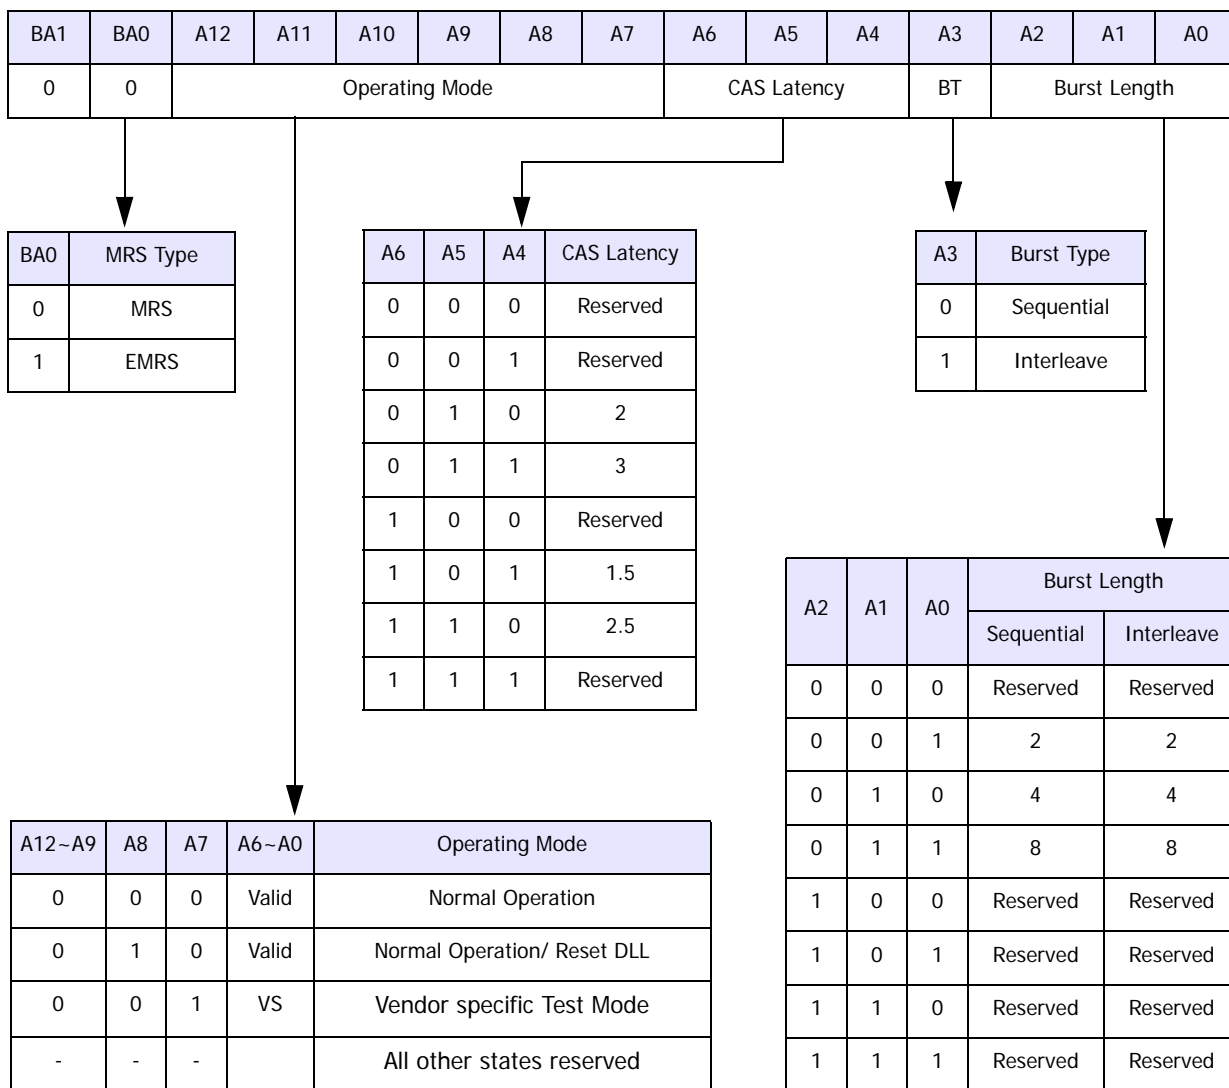 BA1 BA0 A12 A11 A10 A9 A8 A7 A6 A5 A4 A3 A2 A1 A0
0 0 Operating Mode CAS Latency BT Burst Length
BA0 MRS Type
0 MRS
1 EMRS
A6 A5 A4 CAS Latency
0 0 0 Reserved
0 0 1 Reserved
0 1 0 2
0 1 1 3
1 0 0 Reserved
1 0 1 1.5
1 1 0 2.5
1 1 1 Reserved
A3 Burst Type
0 Sequential
1 Interleave
A2 A1 A0 Burst Length
Sequential Interleave
0 0 0 Reserved Reserved
0 0 1 2 2
0 1 0 4 4
0 1 1 8 8
1 0 0 Reserved Reserved
1 0 1 Reserved Reserved
1 1 0 Reserved Reserved
1 1 1 Reserved Reserved
A12~A9 A8 A7 A6~A0 Operating Mode
0 0 0 Valid Normal Operation
0 1 0 Valid Normal Operation/ Reset DLL
0 0 1 VS Vendor specific Test Mode
- - - All other states reserved